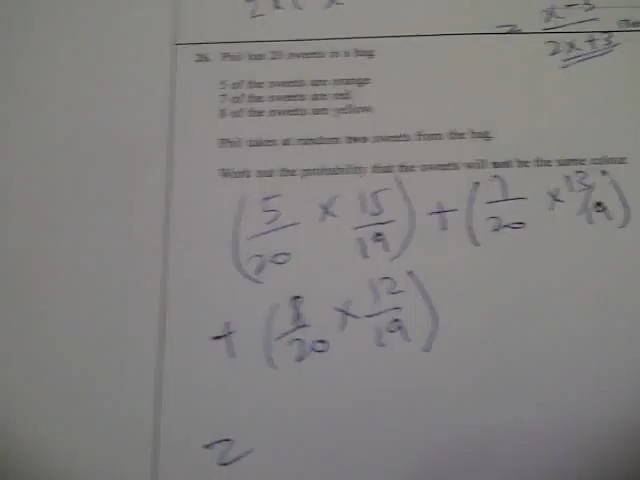 x-3
= 2x+3
26. Phil has 20 sweets in a bag.
5 of the sweets are orange.
7 of the sweets are red.
8 of the sweets are yellow.
Phil takes at random two sweets from the bag.
Work out the probability that the sweets will not be the same colour.
(5/20 × 15/19) + (7/20 × 13/19)
+ (8/20 × 12/19)